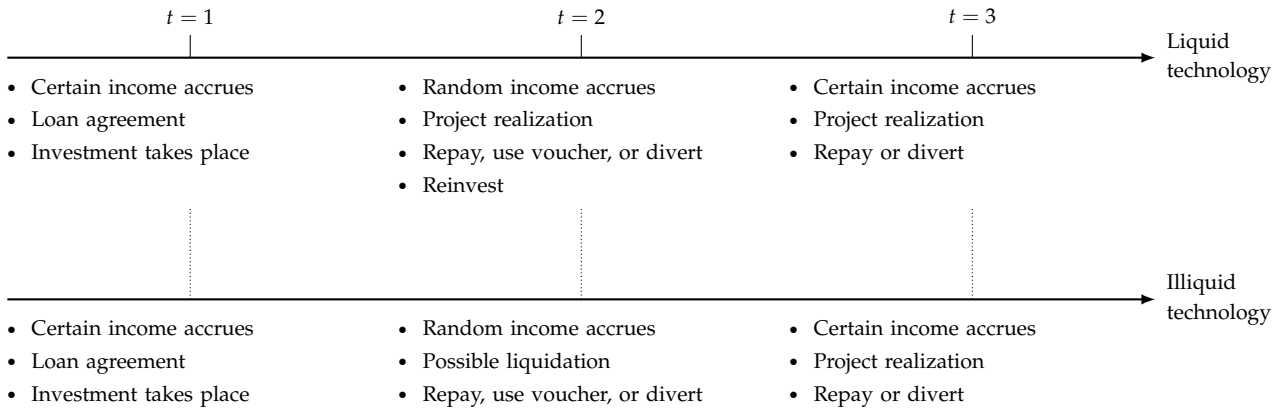 t = 1 t = 2 t = 3
Liquid
technology
• Certain income accrues • Random income accrues • Certain income accrues
• Loan agreement • Project realization • Project realization
• Investment takes place • Repay, use voucher, or divert • Repay or divert
• Reinvest
Illiquid
technology
• Certain income accrues • Random income accrues • Certain income accrues
• Loan agreement • Possible liquidation • Project realization
• Investment takes place • Repay, use voucher, or divert • Repay or divert